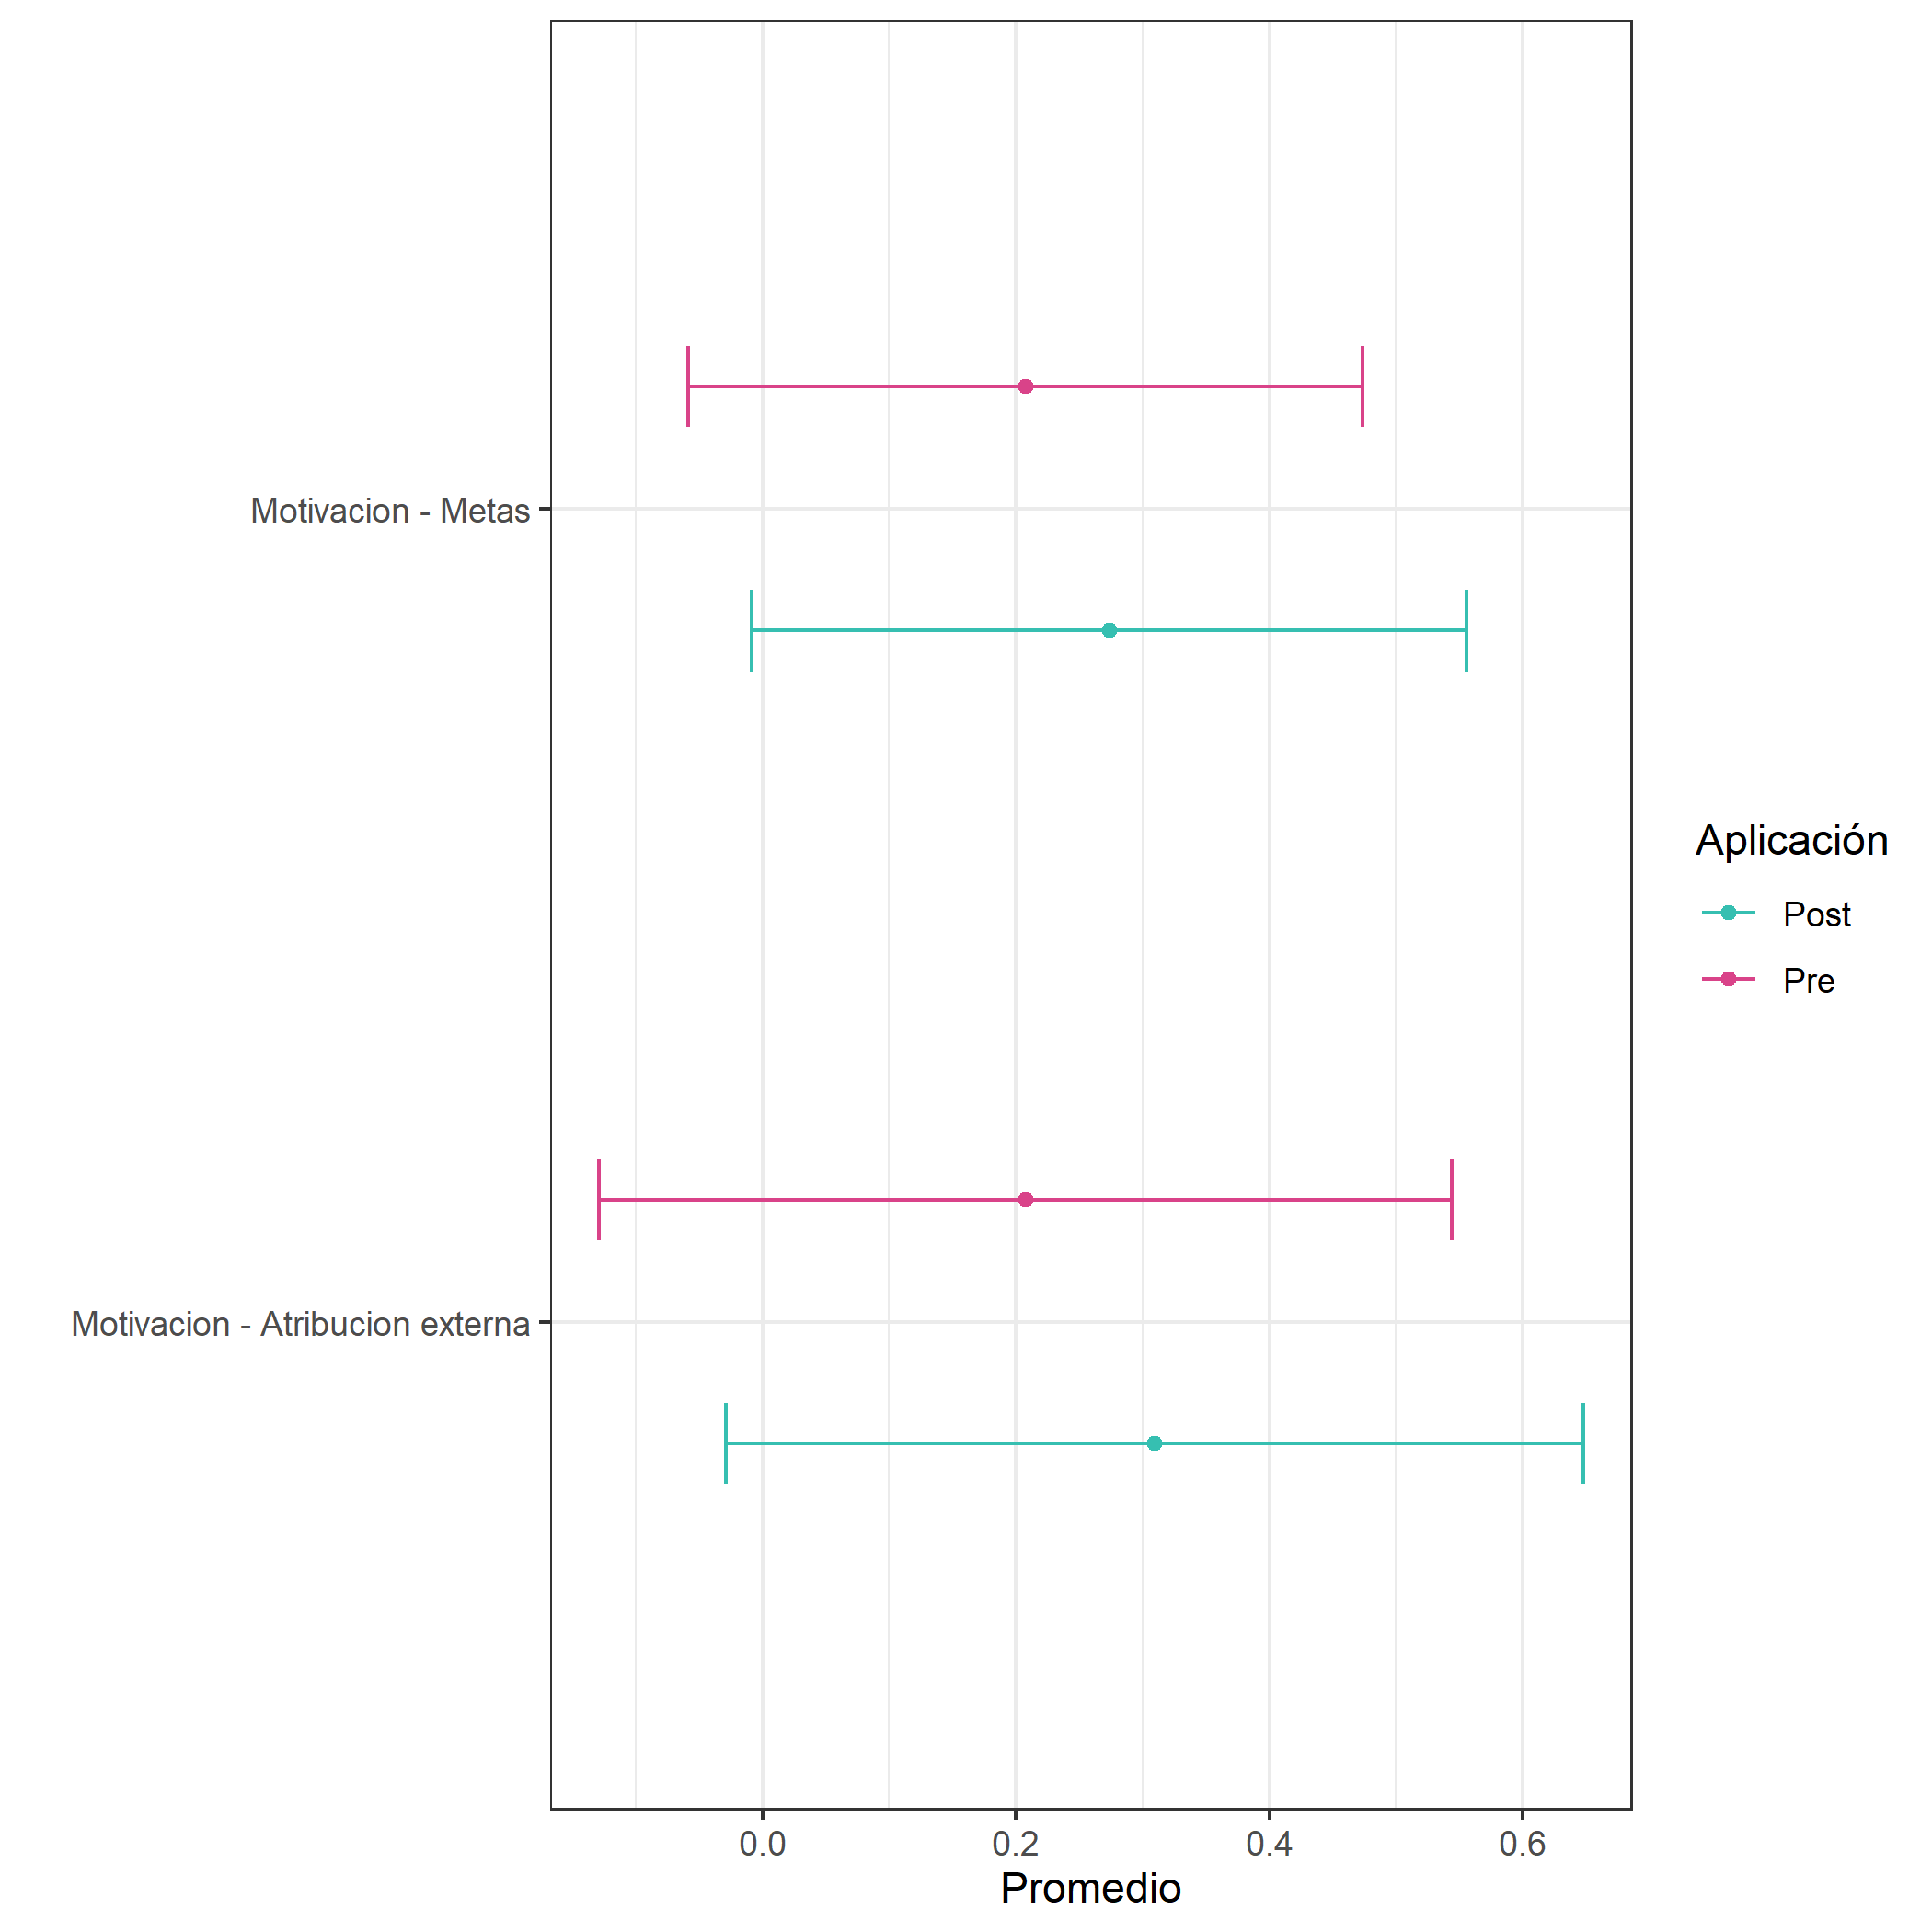 Motivacion - Metas
Motivacion - Atribucion externa
0.0 0.2 0.4 0.6
Promedio
Aplicación
Post
Pre